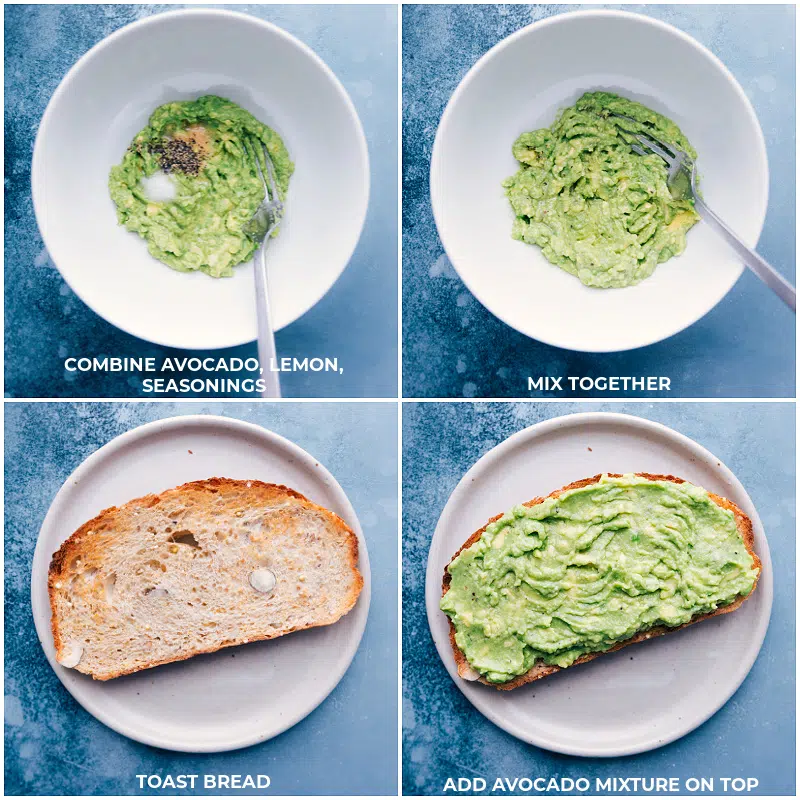 COMBINE AVOCADO, LEMON,
SEASONINGS
MIX TOGETHER
TOAST BREAD
ADD AVOCADO MIXTURE ON TOP